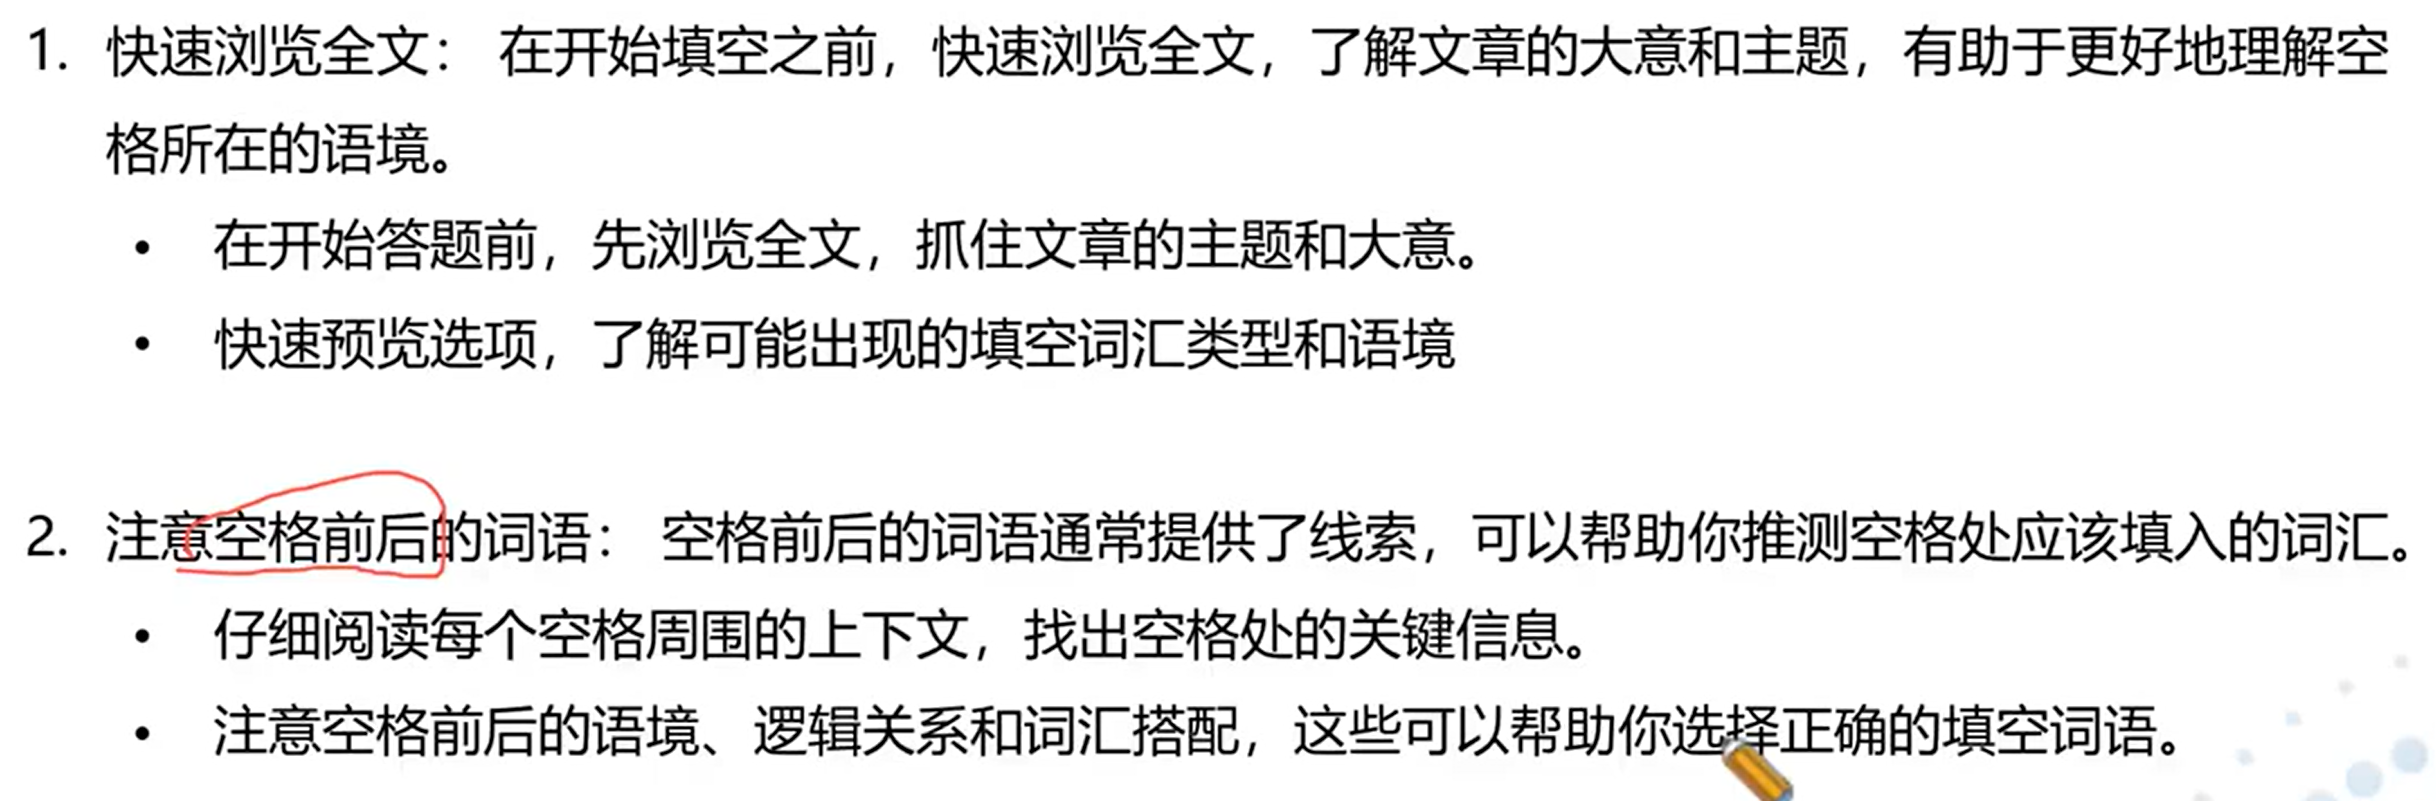 1. 快速浏览全文： 在开始填空之前，快速浏览全文，了解文章的大意和主题，有助于更好地理解空
格所在的语境。
• 在开始答题前，先浏览全文，抓住文章的主题和大意。
• 快速预览选项，了解可能出现的填空词汇类型和语境
2. 注意空格前后的词语： 空格前后的词语通常提供了线索，可以帮助你推测空格处应该填入的词汇。
• 仔细阅读每个空格周围的上下文，找出空格处的关键信息。
• 注意空格前后的语境、逻辑关系和词汇搭配，这些可以帮助你选择正确的填空词语。